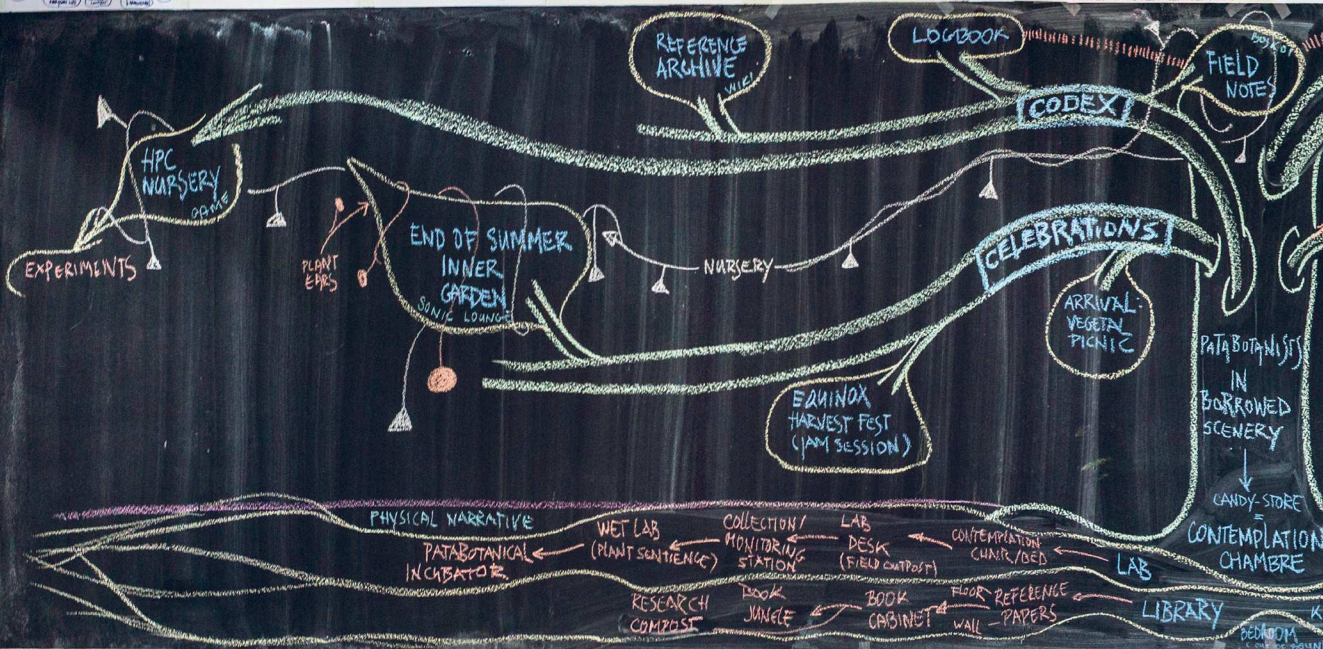 REFERENCE
ARCHIVE
WIKI
LOGBOOK
FIELD
NOTES
CODEX
HPC
NURSERY
GAME
EXPERIMENTS
PLANT
EARS
END OF SUMMER
INNER
GARDEN
SONIC LOUNGE
NURSERY
CELEBRATIONS
ARRIVAL-
VEGETAL
PICNIC
EQUINOX
HARVEST FEST
(JAM SESSION)
PATABOTANISTS
IN
BORROWED
SCENERY
CANDY-STORE
=
CONTEMPLATION
CHAMBRE
PHYSICAL NARRATIVE
PATABOTANICAL
INCUBATOR
WET LAB
(PLANT SENTIENCE)
COLLECTION/
MONITORING
STATION
LAB
DESK
(FIELD OUTPOST)
CONTEMPLATION
CHAIR/BED
LAB
RESEARCH
COMPOST
BOOK
JUNGLE
BOOK
CABINET
FLOOR-
WALL-
REFERENCE
PAPERS
LIBRARY
K
BEDROOM